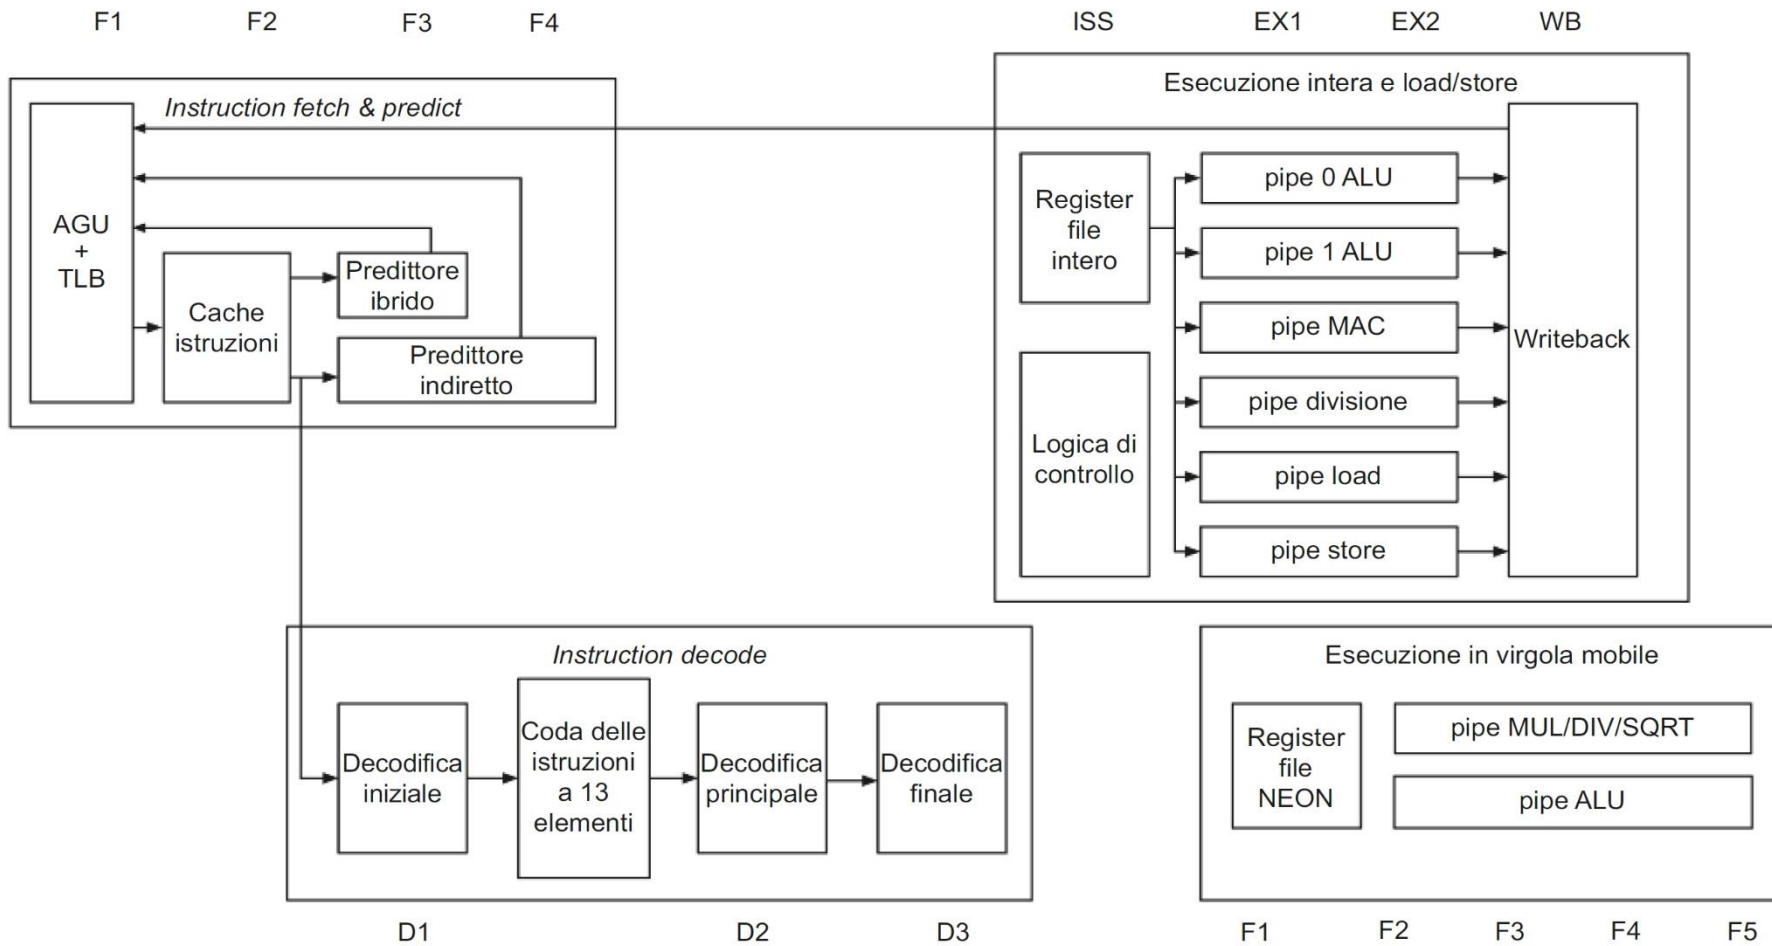 F1 F2 F3 F4 ISS EX1 EX2 WB
Instruction fetch & predict
AGU
+
TLB
Cache
istruzioni
Predittore
ibrido
Predittore
indiretto
Esecuzione intera e load/store
Register
file
intero
Logica di
controllo
pipe 0 ALU
pipe 1 ALU
pipe MAC
pipe divisione
pipe load
pipe store
Writeback
Instruction decode
Decodifica
iniziale
Coda delle
istruzioni
a 13
elementi
Decodifica
principale
Decodifica
finale
D1 D2 D3
Esecuzione in virgola mobile
Register
file
NEON
pipe MUL/DIV/SQRT
pipe ALU
F1 F2 F3 F4 F5